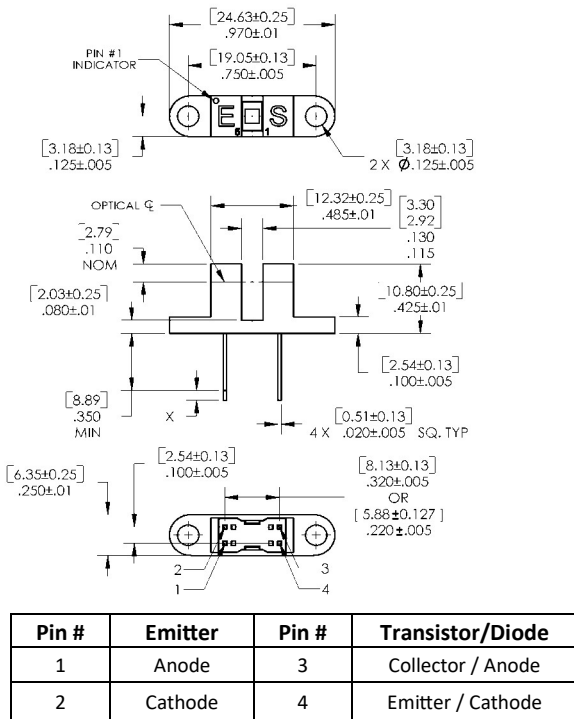 [24.63±0.25]
.970±.01
PIN #1
INDICATOR
[19.05±0.13]
.750±.005
E
S
6
1
[3.18±0.13]
.125±.005
[3.18±0.13]
2 X Ø.125±.005
OPTICAL ℄
[12.32±0.25]
.485±.01
[3.30
2.92]
.130
.115
[2.79]
.110
NOM
[2.03±0.25]
.080±.01
[10.80±0.25]
.425±.01
[2.54±0.13]
.100±.005
[8.89]
.350
MIN
X
[0.51±0.13]
4 X .020±.005 SQ. TYP
[2.54±0.13]
.100±.005
[6.35±0.25]
.250±.01
[8.13±0.13]
.320±.005
OR
[5.88±0.127]
.220±.005
2
3
1
4
Pin # Emitter Pin # Transistor/Diode
1 Anode 3 Collector / Anode
2 Cathode 4 Emitter / Cathode